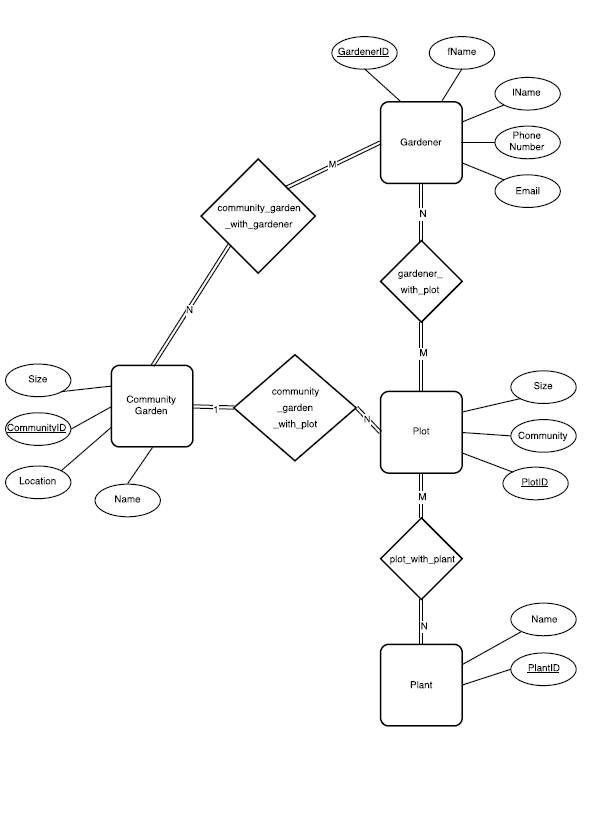 GardenerID
fName
lName
Phone
Number
Email
Gardener
M
community_garden
_with_gardener
N
N
gardener_
with_plot
M
Size
CommunityID
Location
Name
Community
Garden
1
community
_garden
_with_plot
N
Plot
Size
Community
PlotID
M
plot_with_plant
N
Plant
Name
PlantID